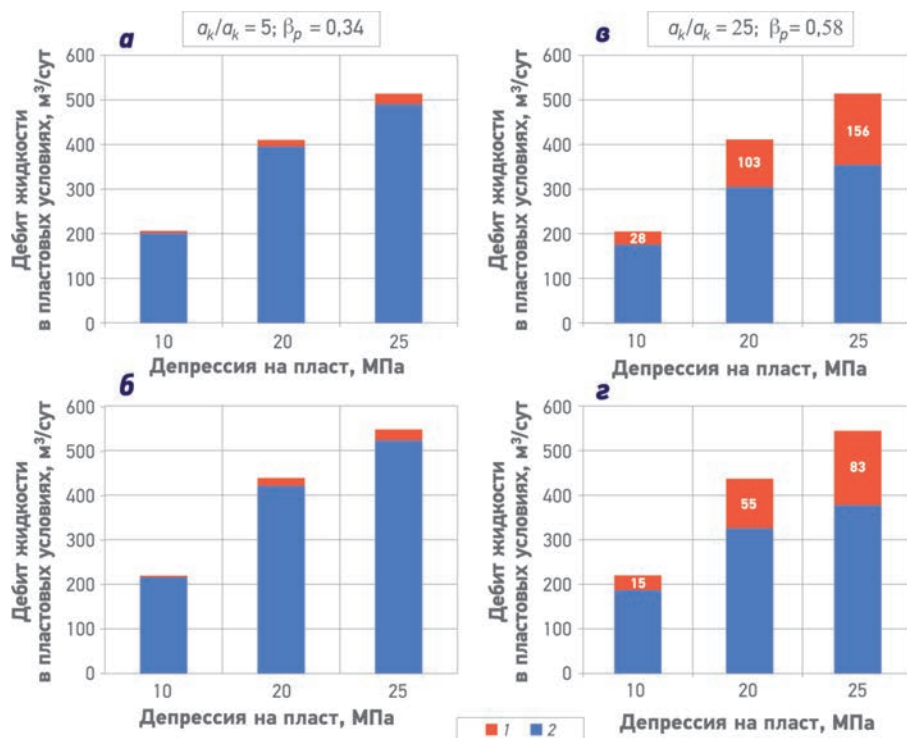 a_k/a_k = 5; β_p = 0,34
а
Дебит жидкости
в пластовых условиях, м³/сут
600
500
400
300
200
100
0
10 20 25
Депрессия на пласт, МПа
a_k/a_k = 25; β_p = 0,58
в
Дебит жидкости
в пластовых условиях, м³/сут
600
500
400
300
200
100
0
28
103
156
10 20 25
Депрессия на пласт, МПа
б
Дебит жидкости
в пластовых условиях, м³/сут
600
500
400
300
200
100
0
10 20 25
Депрессия на пласт, МПа
г
Дебит жидкости
в пластовых условиях, м³/сут
600
500
400
300
200
100
0
15
55
83
10 20 25
Депрессия на пласт, МПа
1 2